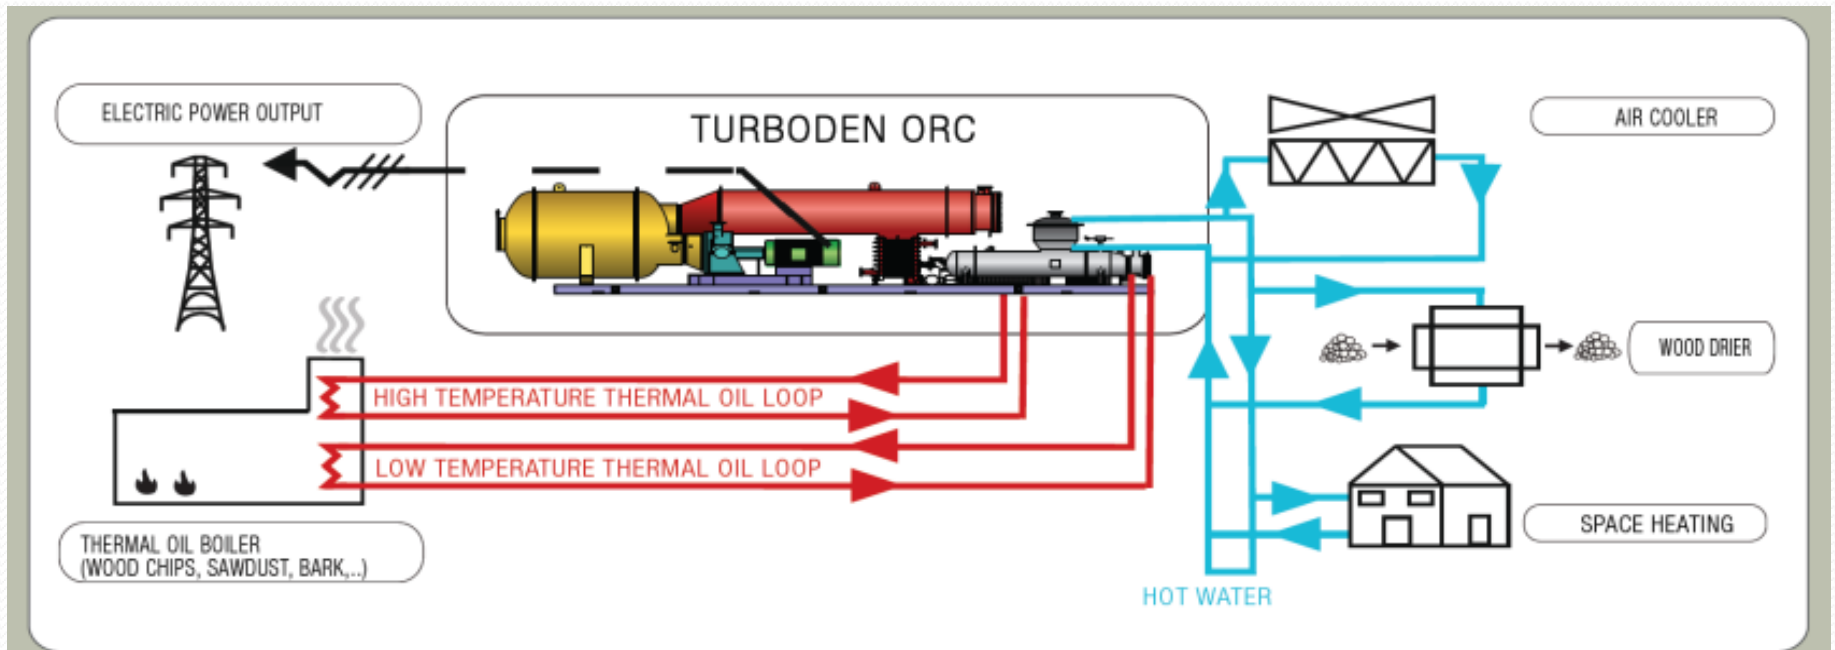 ELECTRIC POWER OUTPUT
TURBODEN ORC
AIR COOLER
WOOD DRIER
HIGH TEMPERATURE THERMAL OIL LOOP
LOW TEMPERATURE THERMAL OIL LOOP
SPACE HEATING
THERMAL OIL BOILER
(WOOD CHIPS, SAWDUST, BARK,..)
HOT WATER